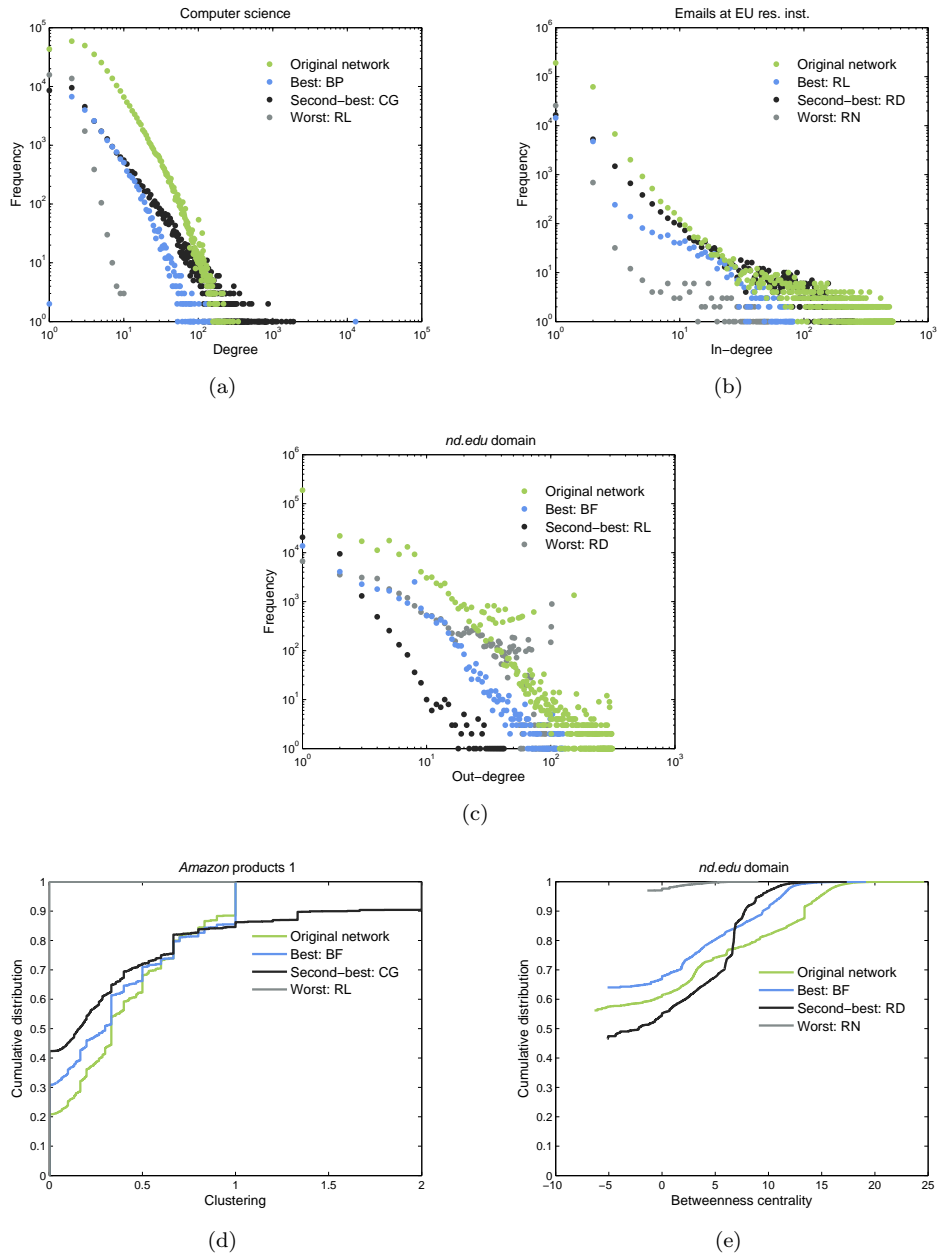 Computer science
10^5
10^4
10^3
10^2
10^1
10^0
Frequency
Original network
Best: BP
Second−best: CG
Worst: RL
10^0 10^1 10^2 10^3 10^4 10^5
Degree
(a)
Emails at EU res. inst.
10^6
10^5
10^4
10^3
10^2
10^1
10^0
Frequency
Original network
Best: RL
Second−best: RD
Worst: RN
10^0 10^1 10^2 10^3
In−degree
(b)
nd.edu domain
10^6
10^5
10^4
10^3
10^2
10^1
10^0
Frequency
Original network
Best: BF
Second−best: RL
Worst: RD
10^0 10^1 10^2 10^3
Out−degree
(c)
Amazon products 1
1
0.9
0.8
0.7
0.6
0.5
0.4
0.3
0.2
0.1
0
Cumulative distribution
Original network
Best: BF
Second−best: CG
Worst: RL
0 0.5 1 1.5 2
Clustering
(d)
nd.edu domain
1
0.9
0.8
0.7
0.6
0.5
0.4
0.3
0.2
0.1
0
Cumulative distribution
Original network
Best: BF
Second−best: RD
Worst: RN
−10 −5 0 5 10 15 20 25
Betweenness centrality
(e)